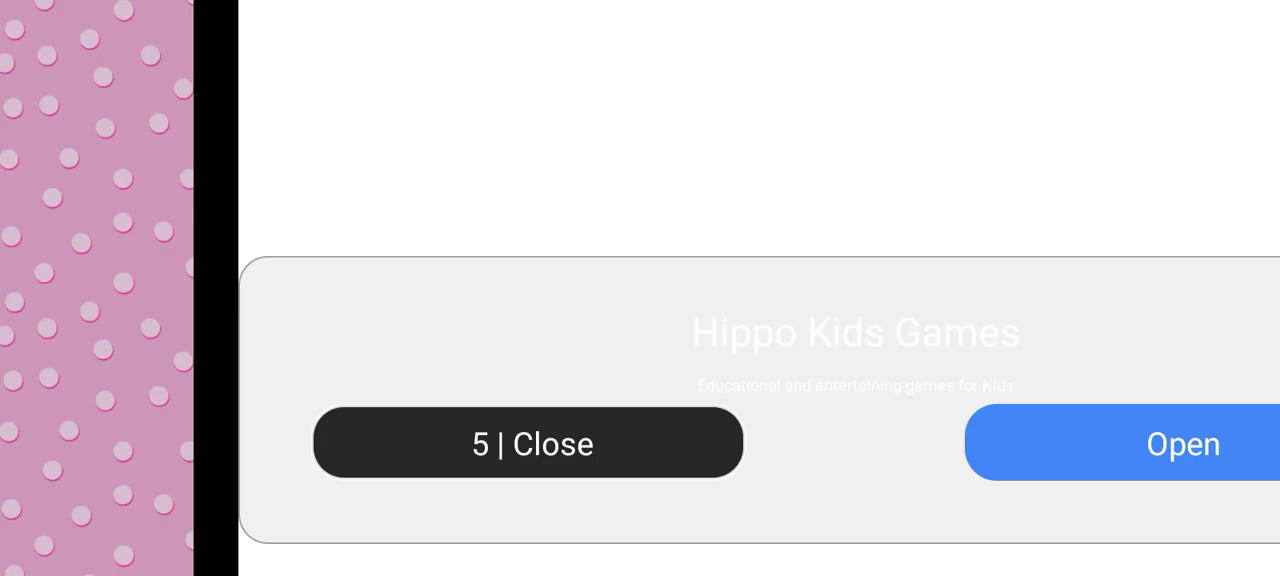 Hippo Kids Games
Educational and entertaining games for Kids
5 | Close
Open